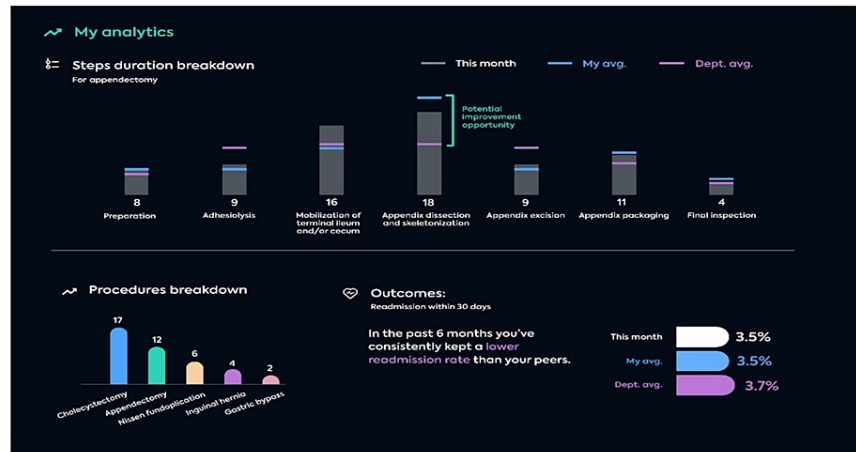 My analytics
Steps duration breakdown
For appendectomy
This month
My avg.
Dept. avg.
Potential
improvement
opportunity
8
9
16
18
9
11
4
Preparation
Adhesiolysis
Mobilization of
terminal ileum
and/or cecum
Appendix dissection
and skeletonization
Appendix excision
Appendix packaging
Final inspection
Procedures breakdown
17
12
6
4
2
Cholecystectomy
Appendectomy
Nissen fundoplication
Inguinal hernia
Gastric bypass
Outcomes:
Readmission within 30 days
In the past 6 months you've
consistently kept a lower
readmission rate than your peers.
This month
3.5%
My avg.
3.5%
Dept. avg.
3.7%